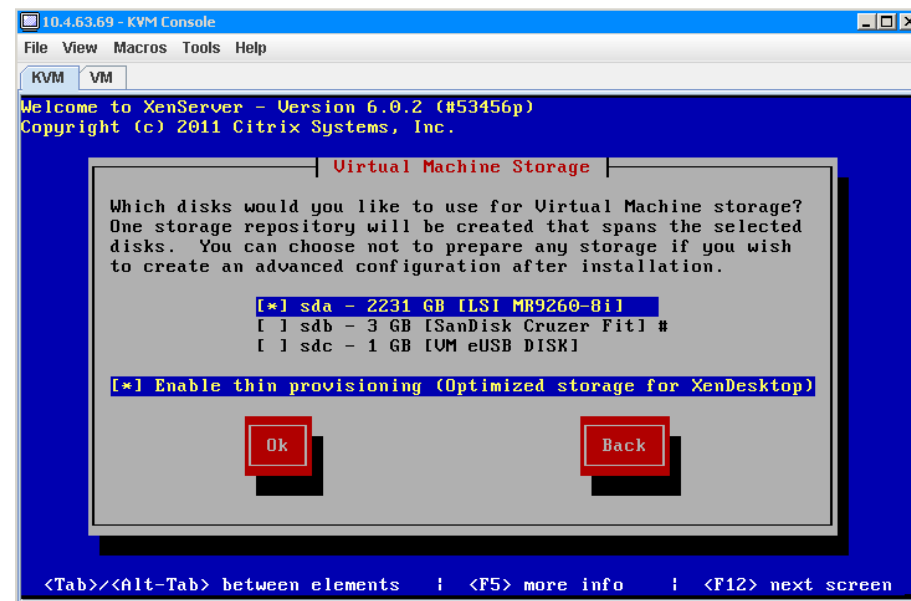 10.4.63.69 - KVM Console
File View Macros Tools Help
KVM VM
Welcome to XenServer - Version 6.0.2 (#53456p)
Copyright (c) 2011 Citrix Systems, Inc.
Virtual Machine Storage
Which disks would you like to use for Virtual Machine storage?
One storage repository will be created that spans the selected
disks. You can choose not to prepare any storage if you wish
to create an advanced configuration after installation.
[*] sda - 2231 GB [LSI MR9260-8i]
[ ] sdb - 3 GB [SanDisk Cruzer Fit] #
[ ] sdc - 1 GB [VM eUSB DISK]
[*] Enable thin provisioning (Optimized storage for XenDesktop)
Ok Back
<Tab>/<Alt-Tab> between elements | <F5> more info | <F12> next screen